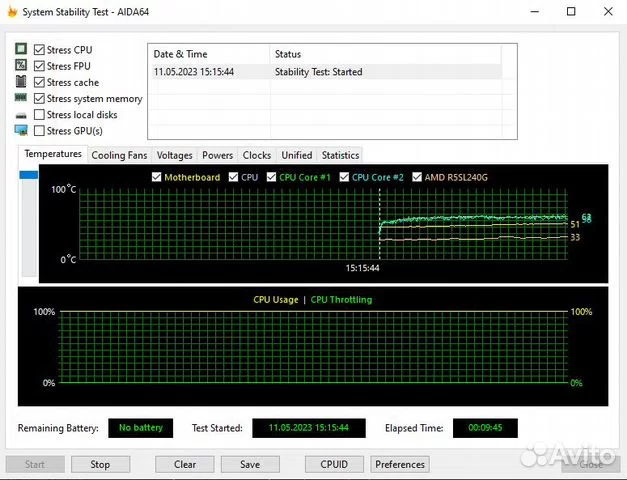 System Stability Test - AIDA64
Stress CPU
Stress FPU
Stress cache
Stress system memory
Stress local disks
Stress GPU(s)
Date & Time Status
11.05.2023 15:15:44 Stability Test: Started
Temperatures Cooling Fans Voltages Powers Clocks Unified Statistics
Motherboard CPU CPU Core #1 CPU Core #2 AMD R5SL240G
100°C
51
33
0°C
15:15:44
CPU Usage | CPU Throttling
100% 100%
0% 0%
Remaining Battery: No battery Test Started: 11.05.2023 15:15:44 Elapsed Time: 00:09:45
Start Stop Clear Save CPUID Preferences Close
Avito